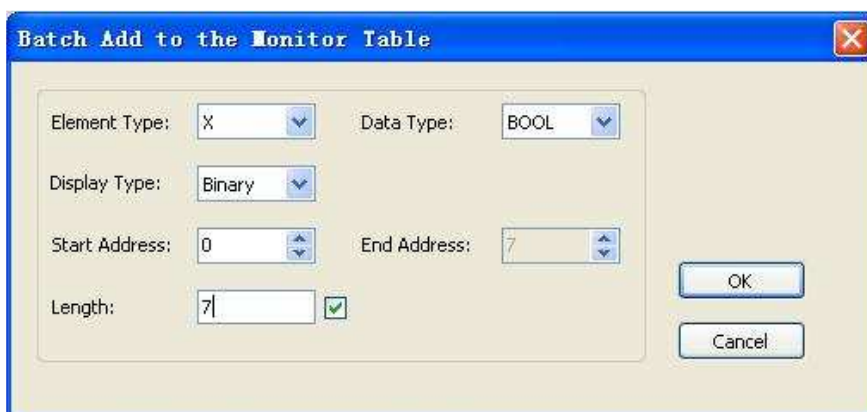 Batch Add to the Monitor Table
Element Type: X Data Type: BOOL
Display Type: Binary
Start Address: 0 End Address: 7
Length: 7
OK
Cancel